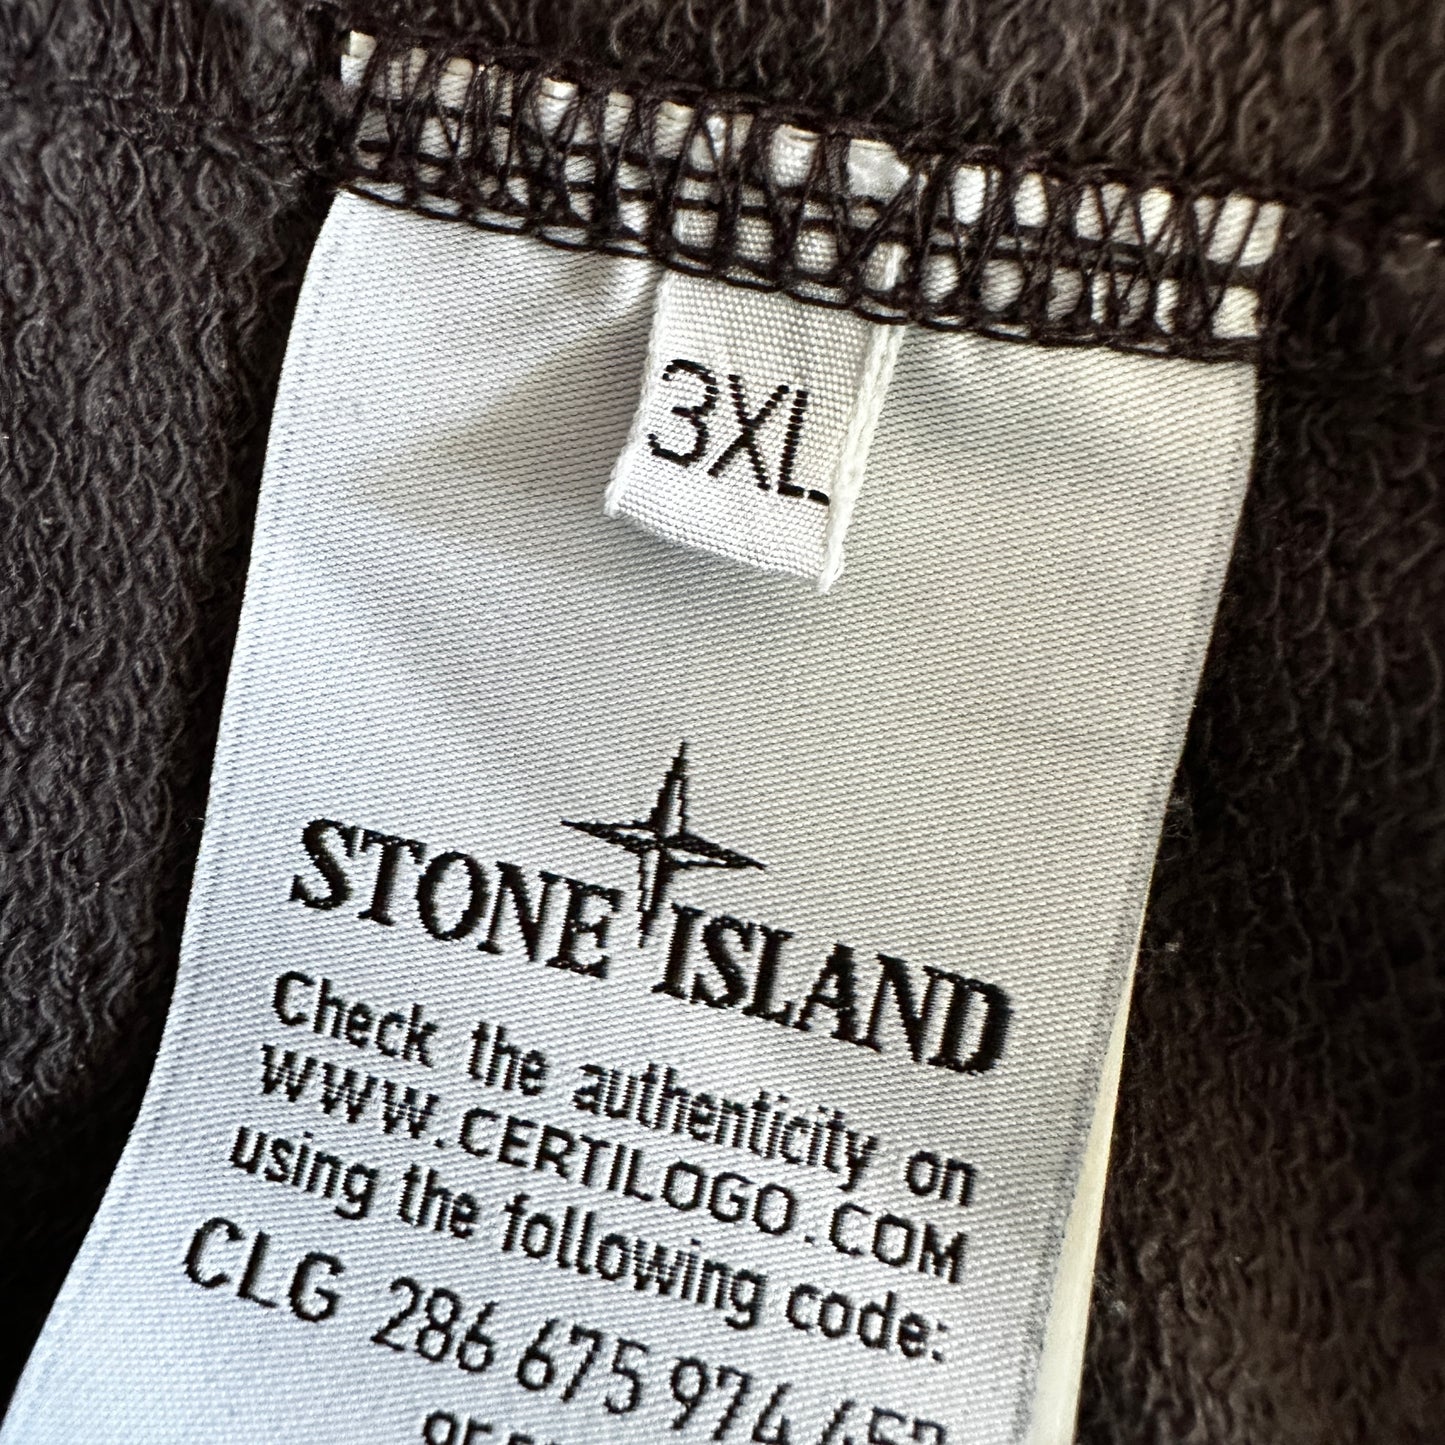 3XL
STONE ISLAND
Check the authenticity on
WWW.CERTILOGO.COM
using the following code:
CLG 286 675 974